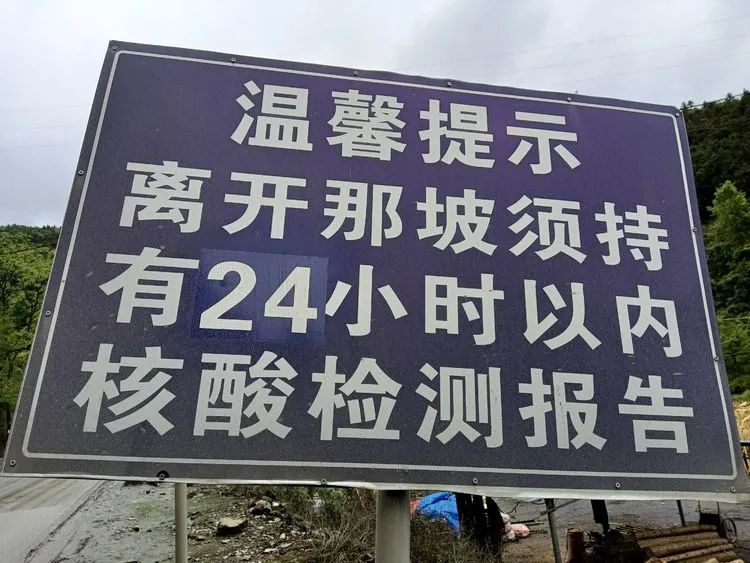 温馨提示
离开那坡须持
有24小时以内
核酸检测报告